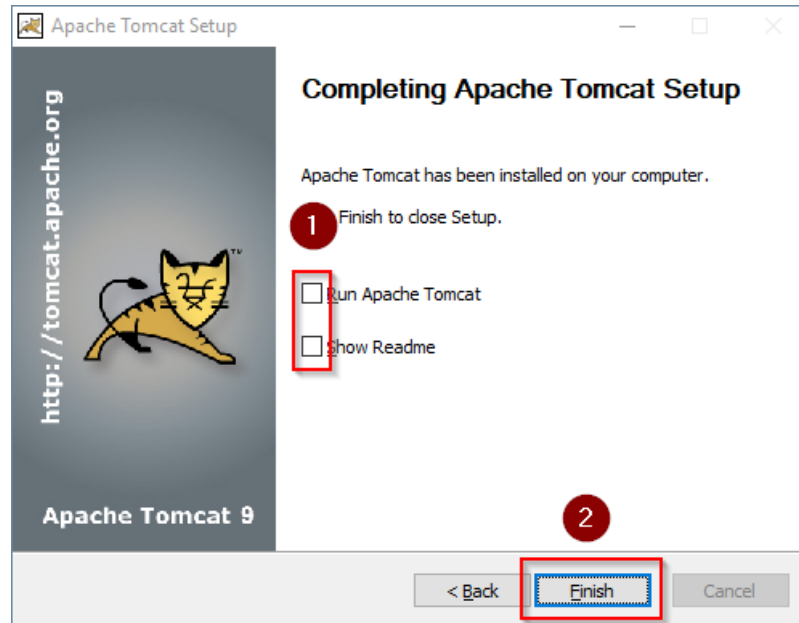 Apache Tomcat Setup
http://tomcat.apache.org
Completing Apache Tomcat Setup
Apache Tomcat has been installed on your computer.
1
Finish to close Setup.
Run Apache Tomcat
Show Readme
TM
Apache Tomcat 9
2
< Back
Finish
Cancel